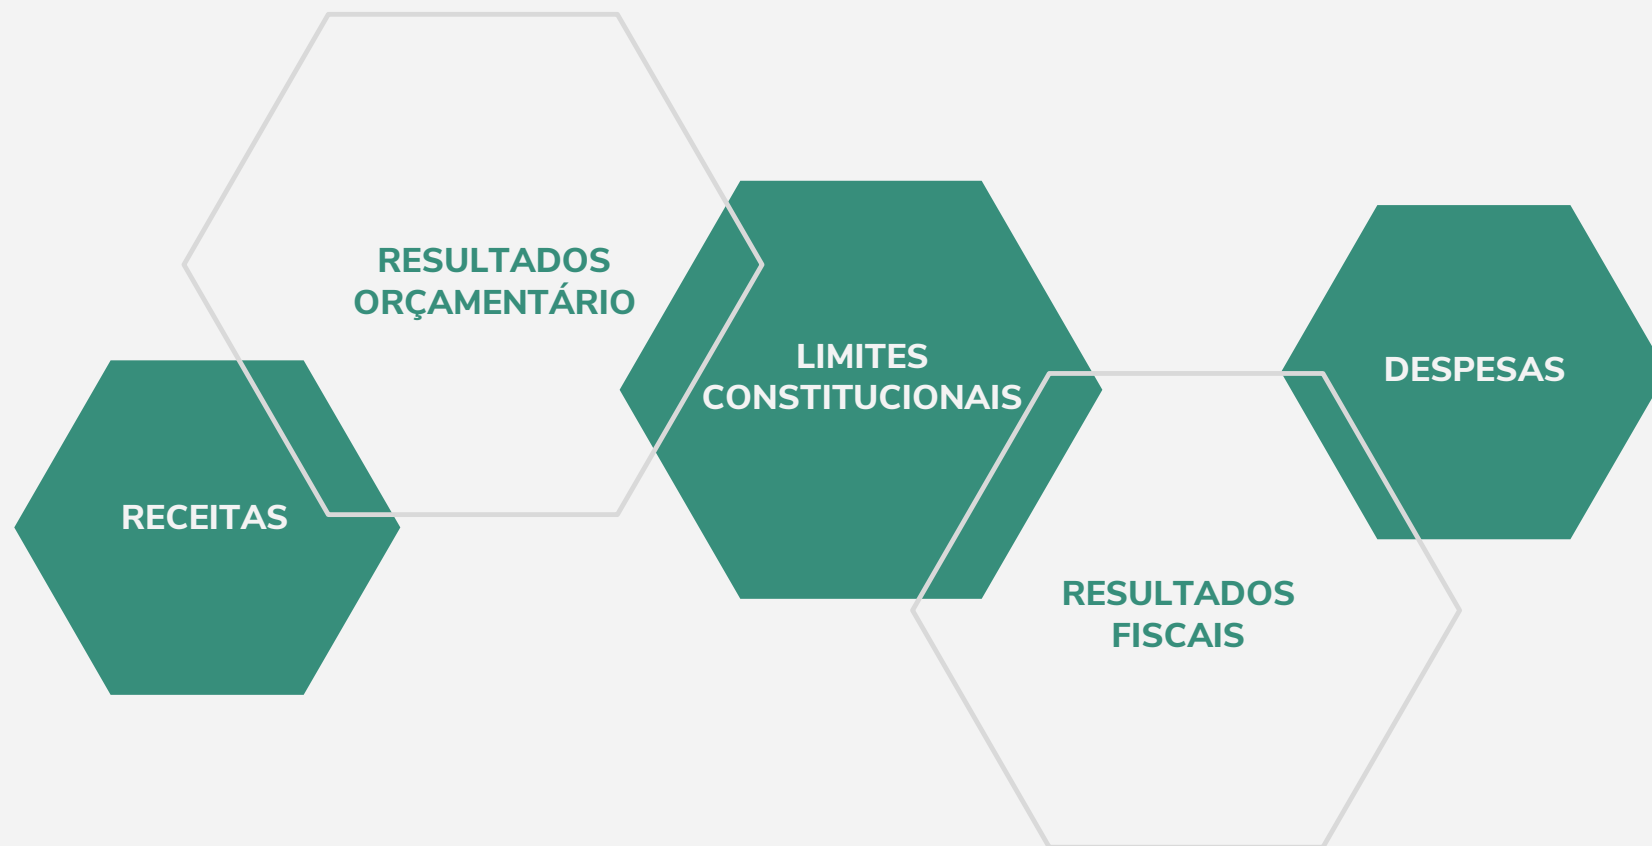 RESULTADOS
ORÇAMENTÁRIO
LIMITES
CONSTITUCIONAIS
DESPESAS
RECEITAS
RESULTADOS
FISCAIS